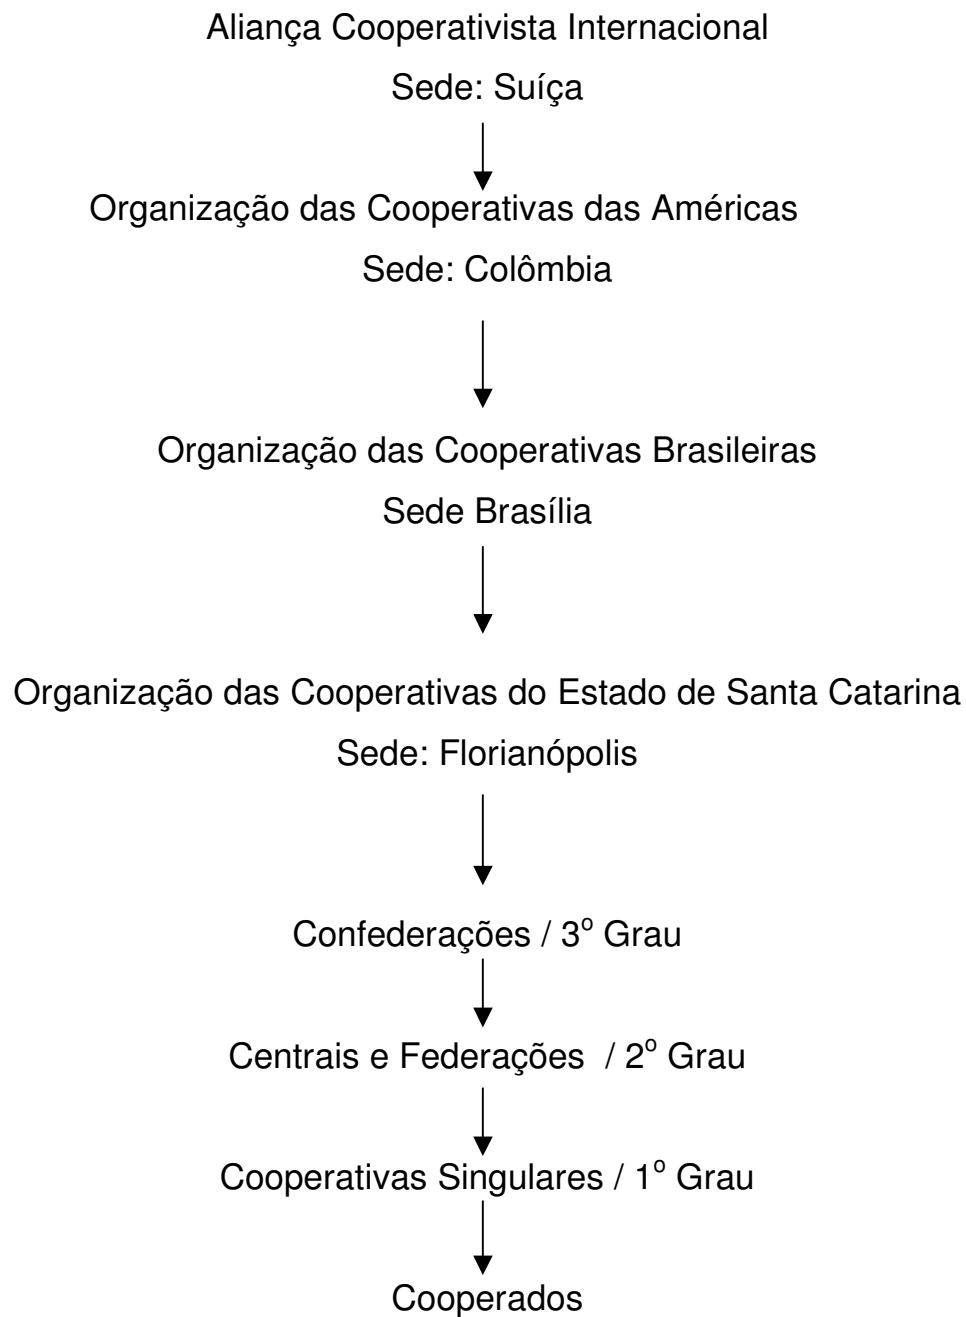 Aliança Cooperativista Internacional
Sede: Suíça
Organização das Cooperativas das Américas
Sede: Colômbia
Organização das Cooperativas Brasileiras
Sede Brasília
Organização das Cooperativas do Estado de Santa Catarina
Sede: Florianópolis
Confederações / 3º Grau
Centrais e Federações / 2º Grau
Cooperativas Singulares / 1º Grau
Cooperados